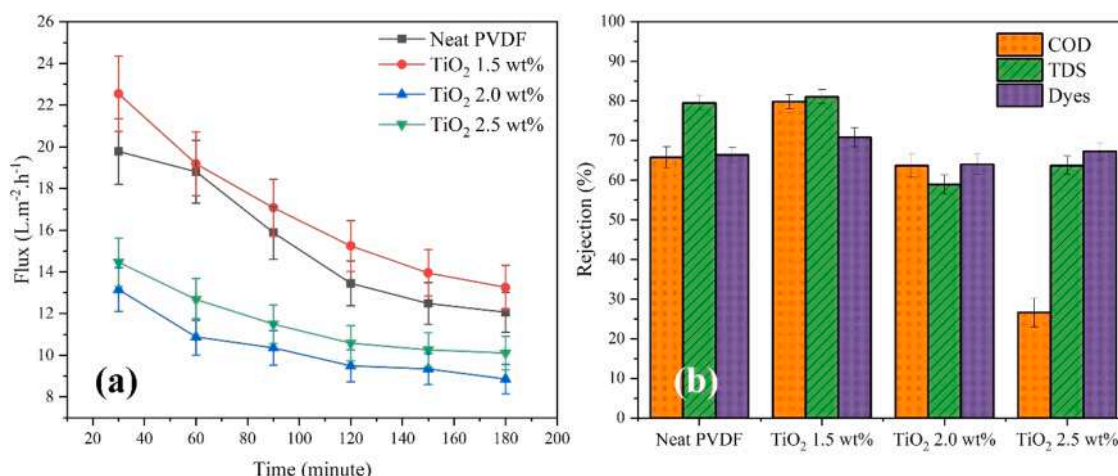 26
24
22
20
18
16
14
12
10
8
Flux (L.m⁻².h⁻¹)
Neat PVDF
TiO₂ 1.5 wt%
TiO₂ 2.0 wt%
TiO₂ 2.5 wt%
(a)
20 40 60 80 100 120 140 160 180 200
Time (minute)
100
90
80
70
60
50
40
30
20
10
0
Rejection (%)
COD
TDS
Dyes
(b)
Neat PVDF TiO₂ 1.5 wt% TiO₂ 2.0 wt% TiO₂ 2.5 wt%